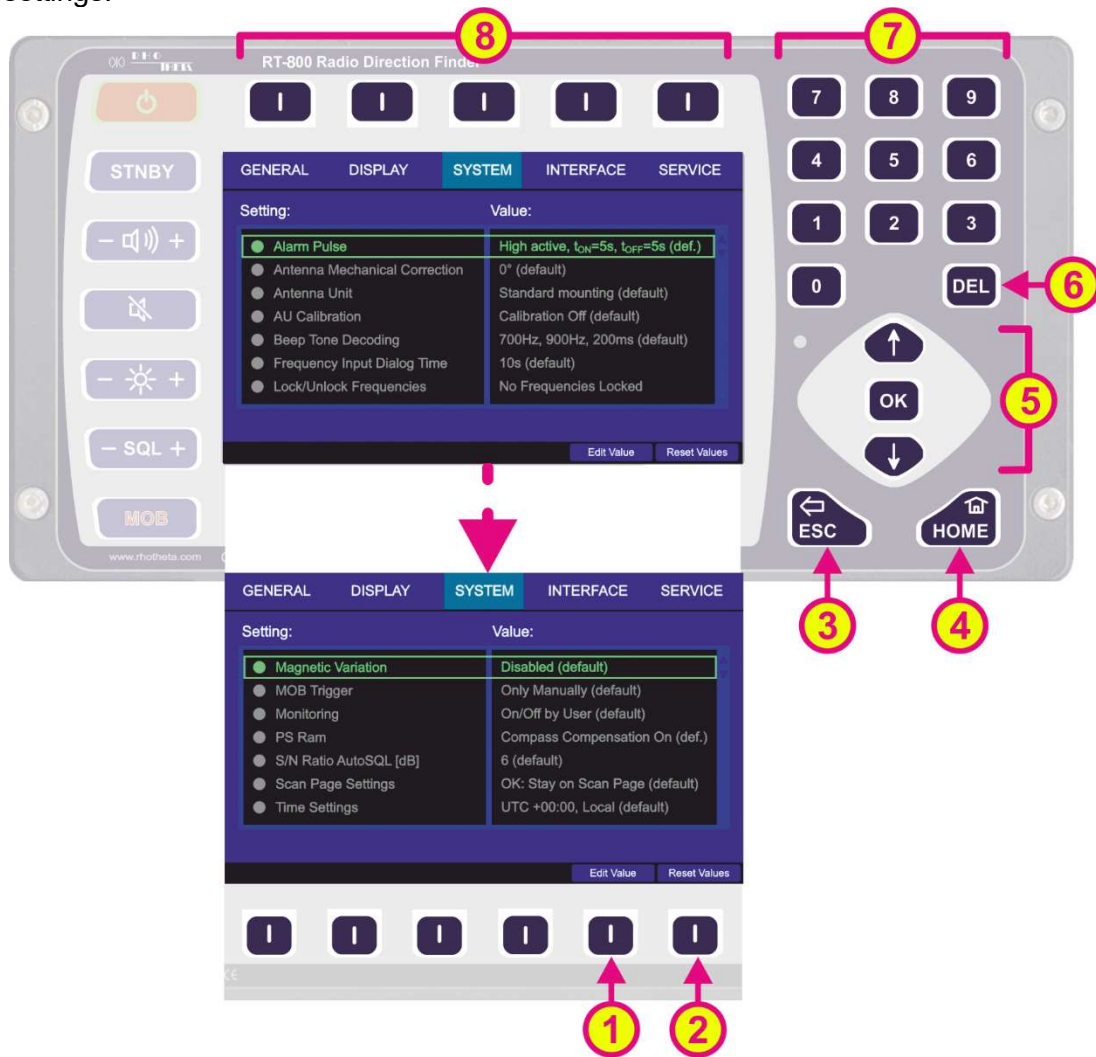 settings.
8
7
RHO
THETA
RT-800 Radio Direction Finder
7 8 9
STNBY
4 5 6
GENERAL DISPLAY SYSTEM INTERFACE SERVICE
Setting: Value:
Alarm Pulse High active, tON=5s, tOFF=5s (def.)
Antenna Mechanical Correction 0° (default)
Antenna Unit Standard mounting (default)
AU Calibration Calibration Off (default)
Beep Tone Decoding 700Hz, 900Hz, 200ms (default)
Frequency Input Dialog Time 10s (default)
Lock/Unlock Frequencies No Frequencies Locked
Edit Value Reset Values
- +
1 2 3
0 DEL
6
- +
OK
5
- SQL +
MOB
www.rhotheta.com
ESC
HOME
3
4
GENERAL DISPLAY SYSTEM INTERFACE SERVICE
Setting: Value:
Magnetic Variation Disabled (default)
MOB Trigger Only Manually (default)
Monitoring On/Off by User (default)
PS Ram Compass Compensation On (def.)
S/N Ratio AutoSQL [dB] 6 (default)
Scan Page Settings OK: Stay on Scan Page (default)
Time Settings UTC +00:00, Local (default)
Edit Value Reset Values
CE
1
2